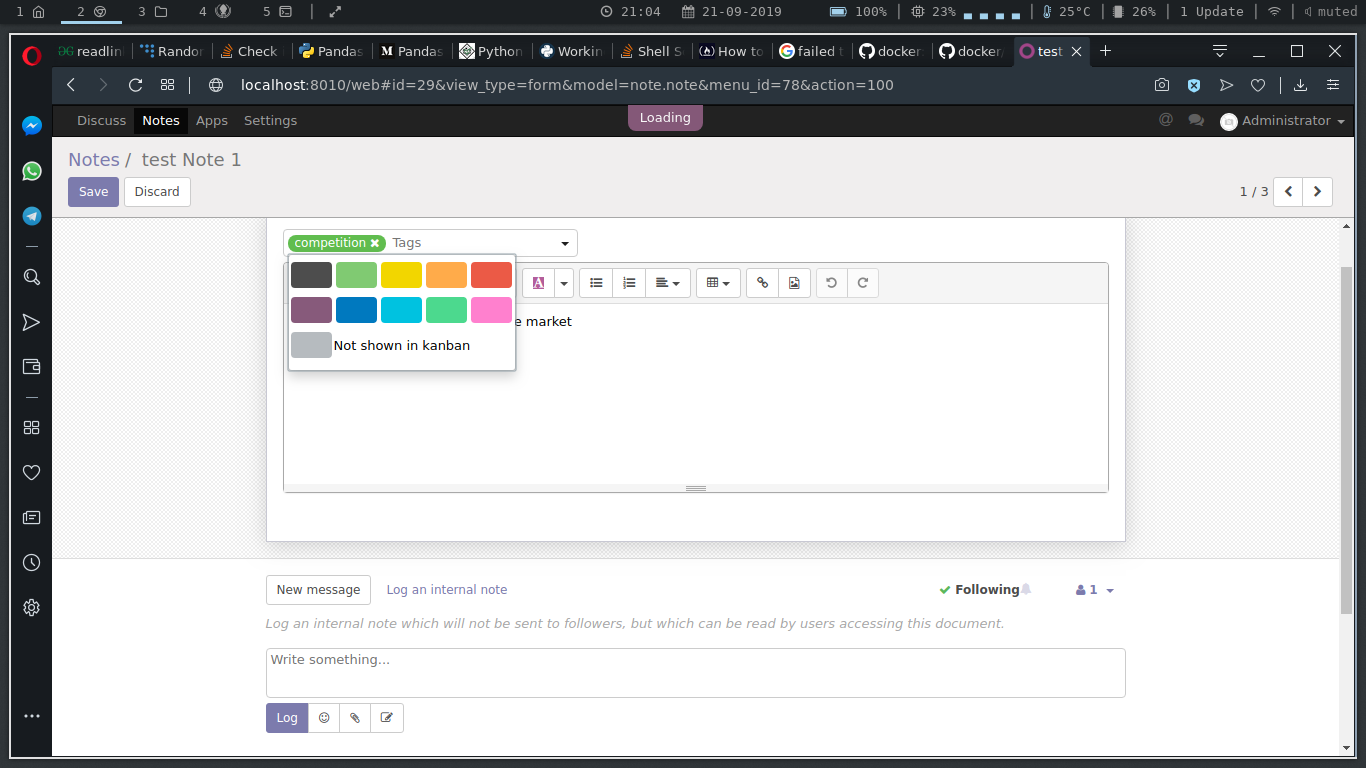 1 2 3 4 5 21:04 21-09-2019 100% 23% 25°C 26% 1 Update muted
readlin Randor Check Pandas Pandas Python Workin Shell S How to failed t docker docker test
localhost:8010/web#id=29&view_type=form&model=note.note&menu_id=78&action=100
Discuss Notes Apps Settings Loading @ Administrator
Notes / test Note 1
Save Discard 1 / 3
competition Tags
A
e market
Not shown in kanban
New message Log an internal note Following 1
Log an internal note which will not be sent to followers, but which can be read by users accessing this document.
Write something...
Log